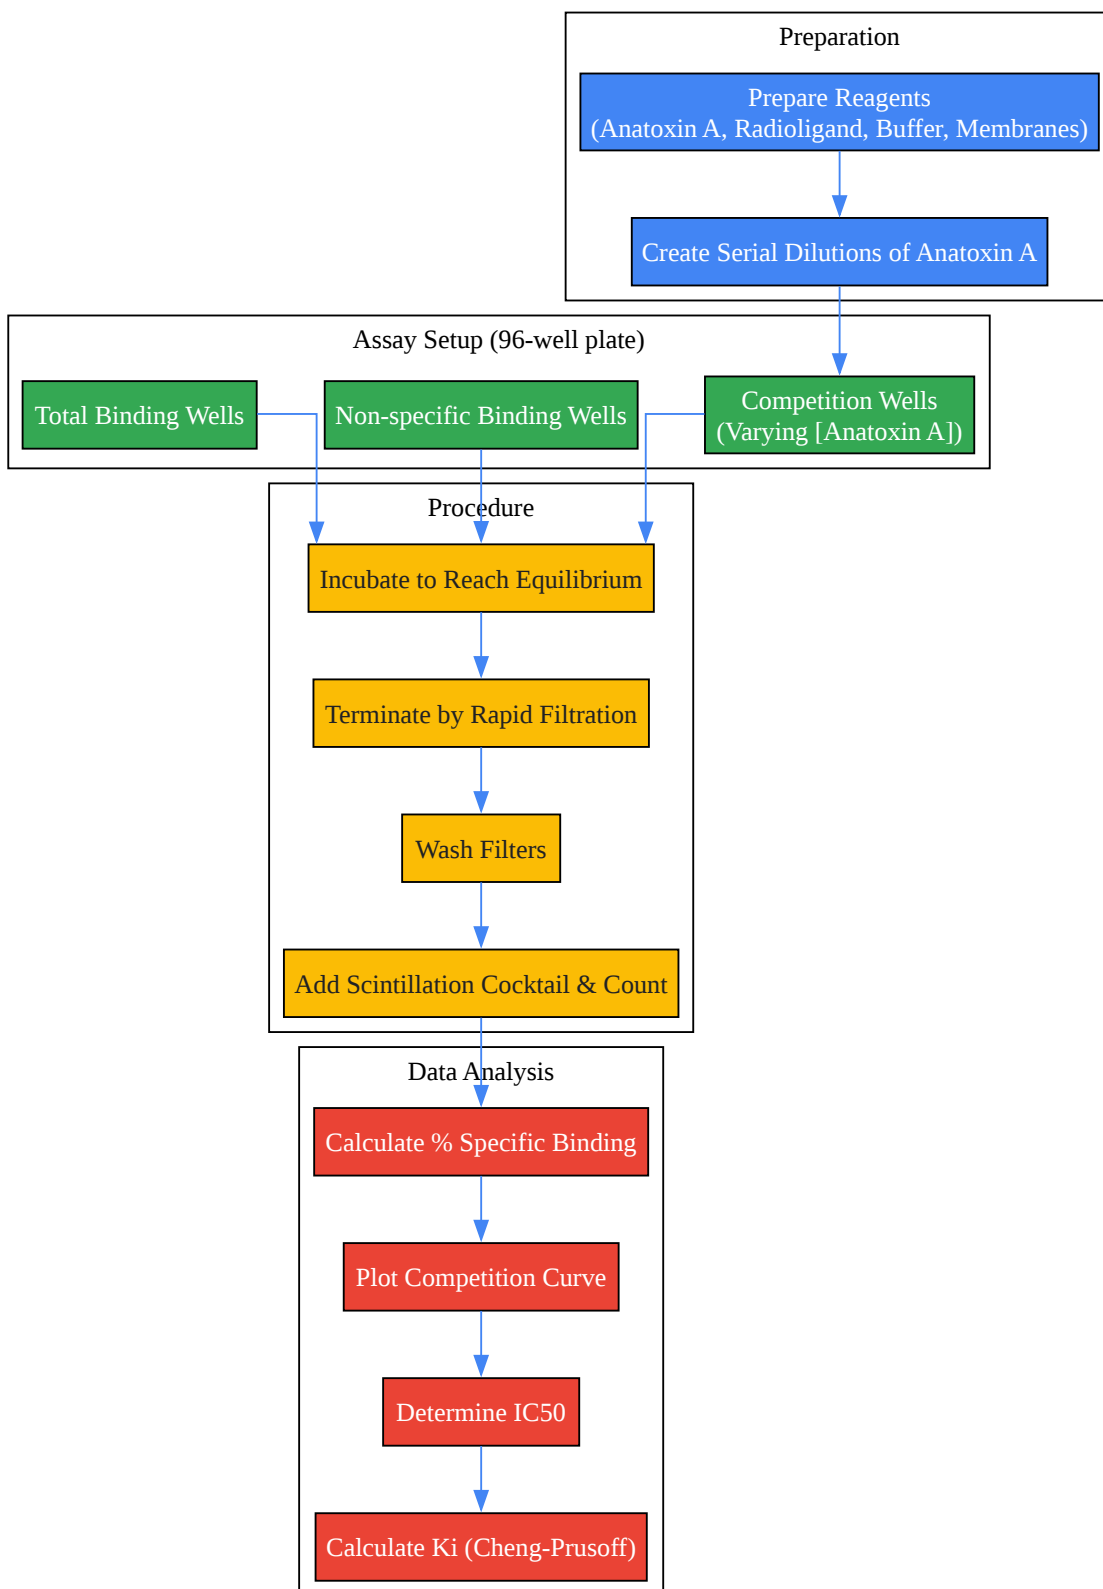 Preparation
Prepare Reagents
(Anatoxin A, Radioligand, Buffer, Membranes)
Create Serial Dilutions of Anatoxin A
Assay Setup (96-well plate)
Total Binding Wells
Non-specific Binding Wells
Competition Wells
(Varying [Anatoxin A])
Procedure
Incubate to Reach Equilibrium
Terminate by Rapid Filtration
Wash Filters
Add Scintillation Cocktail & Count
Data Analysis
Calculate % Specific Binding
Plot Competition Curve
Determine IC50
Calculate Ki (Cheng-Prusoff)